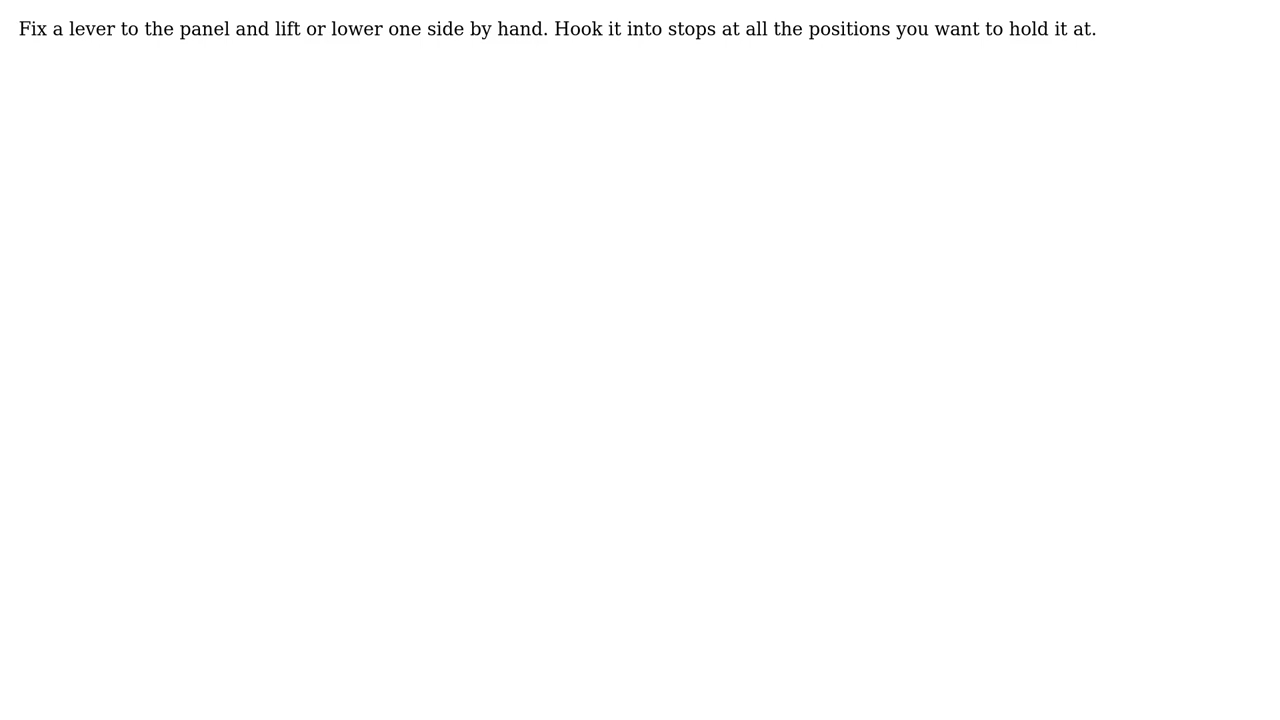 Fix a lever to the panel and lift or lower one side by hand. Hook it into stops at all the positions you want to hold it at.